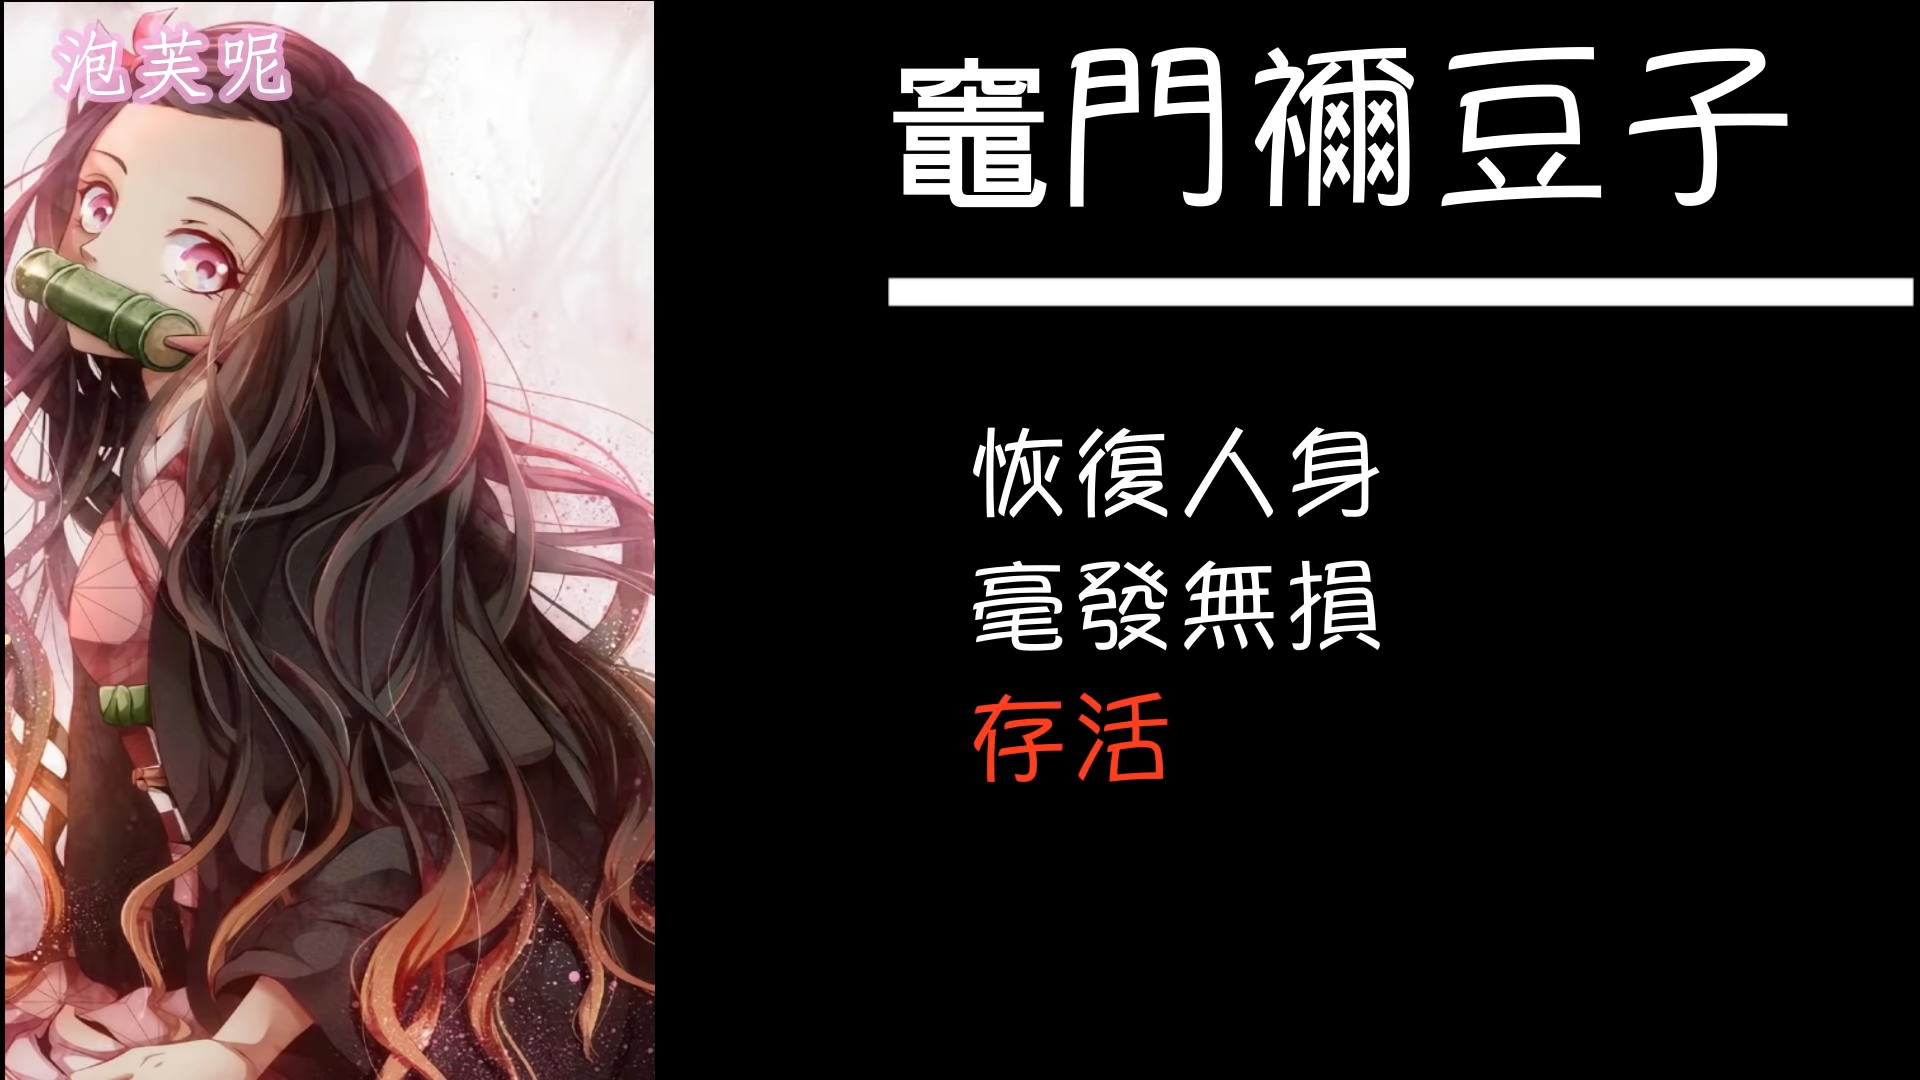 泡芙呢
竈門禰豆子
恢復人身
毫發無損
存活